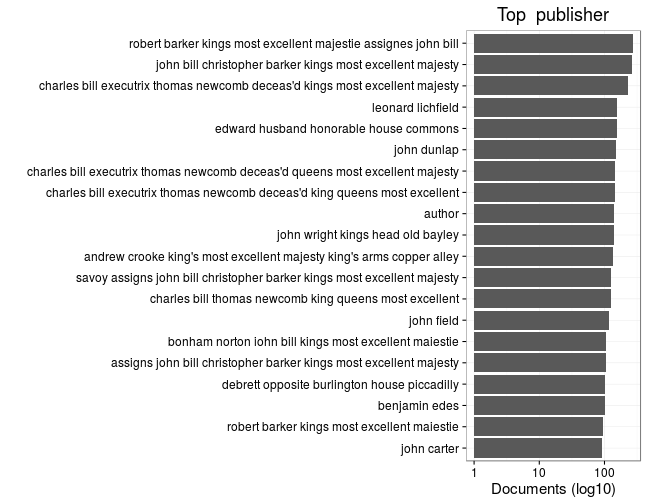 Top publisher
robert barker kings most excellent majestie assignes john bill
john bill christopher barker kings most excellent majesty
charles bill executrix thomas newcomb deceas'd kings most excellent majesty
leonard lichfield
edward husband honorable house commons
john dunlap
charles bill executrix thomas newcomb deceas'd queens most excellent majesty
charles bill executrix thomas newcomb deceas'd king queens most excellent
author
john wright kings head old bayley
andrew crooke king's most excellent majesty king's arms copper alley
savoy assigns john bill christopher barker kings most excellent majesty
charles bill thomas newcomb king queens most excellent
john field
bonham norton iohn bill kings most excellent maiestie
assigns john bill christopher barker kings most excellent majesty
debrett opposite burlington house piccadilly
benjamin edes
robert barker kings most excellent maiestie
john carter
1 10 100
Documents (log10)